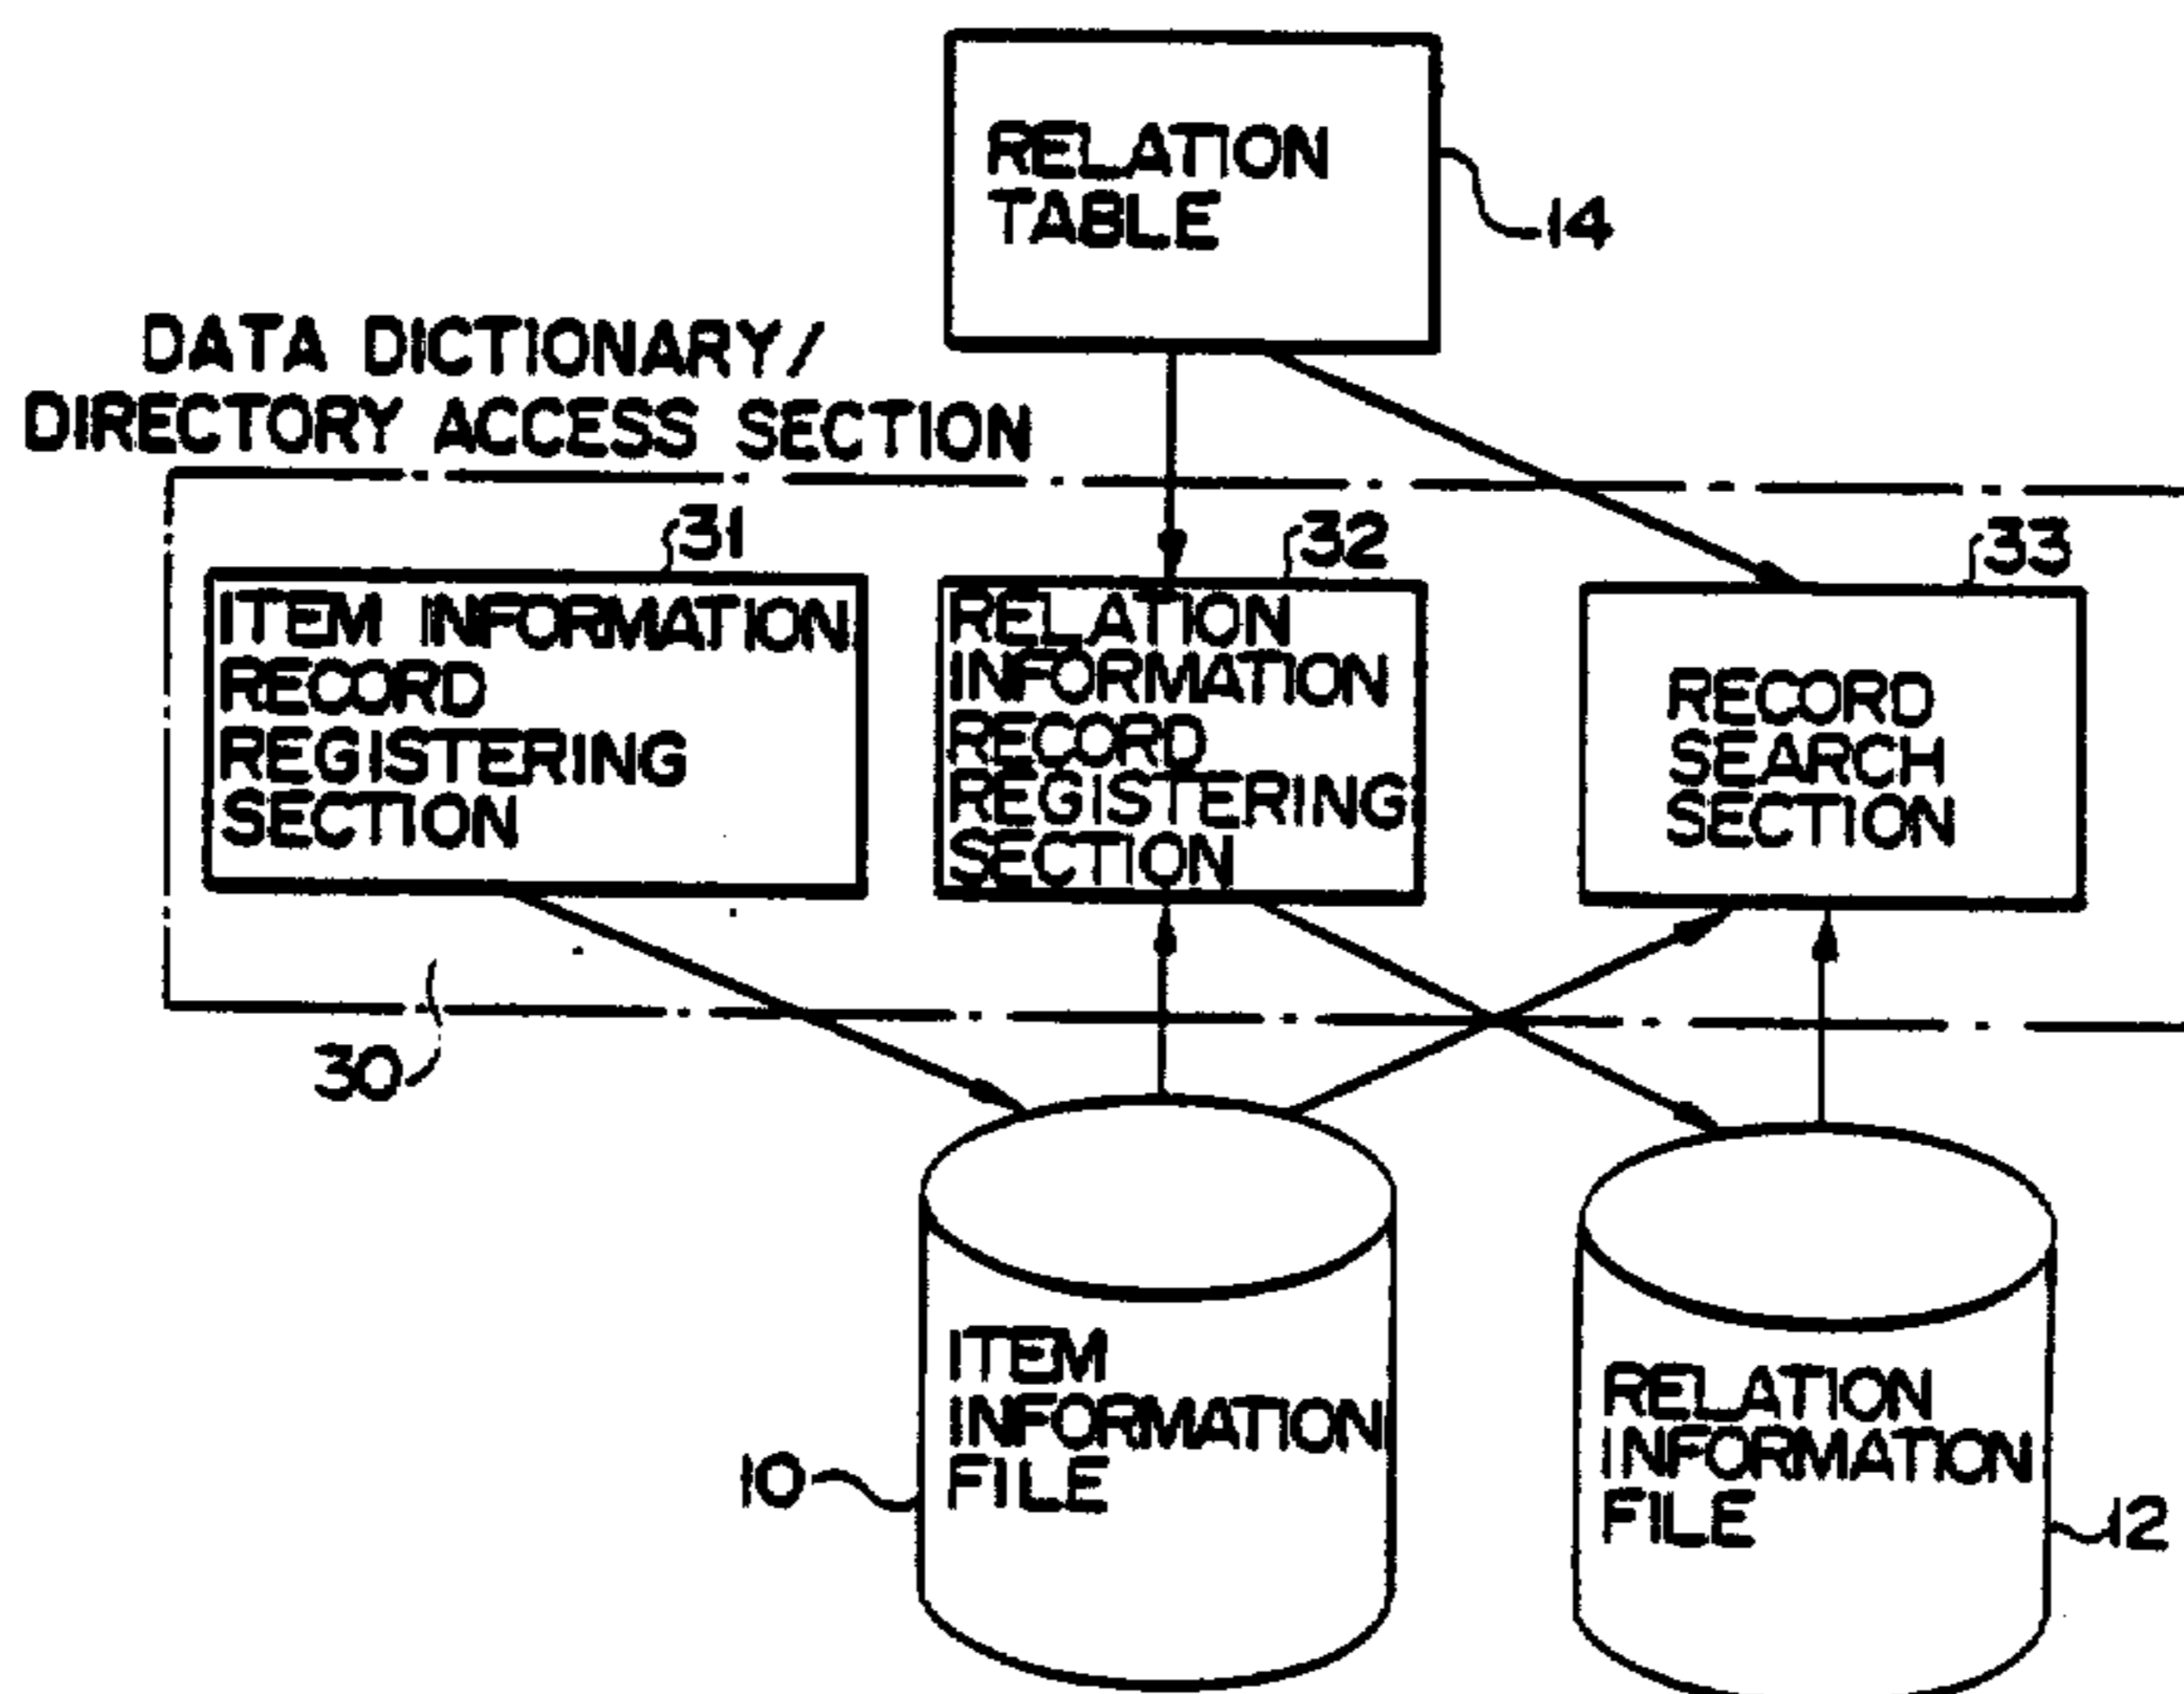 RELATION
TABLE
14
DATA DICTIONARY/
DIRECTORY ACCESS SECTION
31
32
33
ITEM INFORMATION
RECORD
REGISTERING
SECTION
RELATION
INFORMATION
RECORD
REGISTERING
SECTION
RECORD
SEARCH
SECTION
30
ITEM
INFORMATION
FILE
10
RELATION
INFORMATION
FILE
12